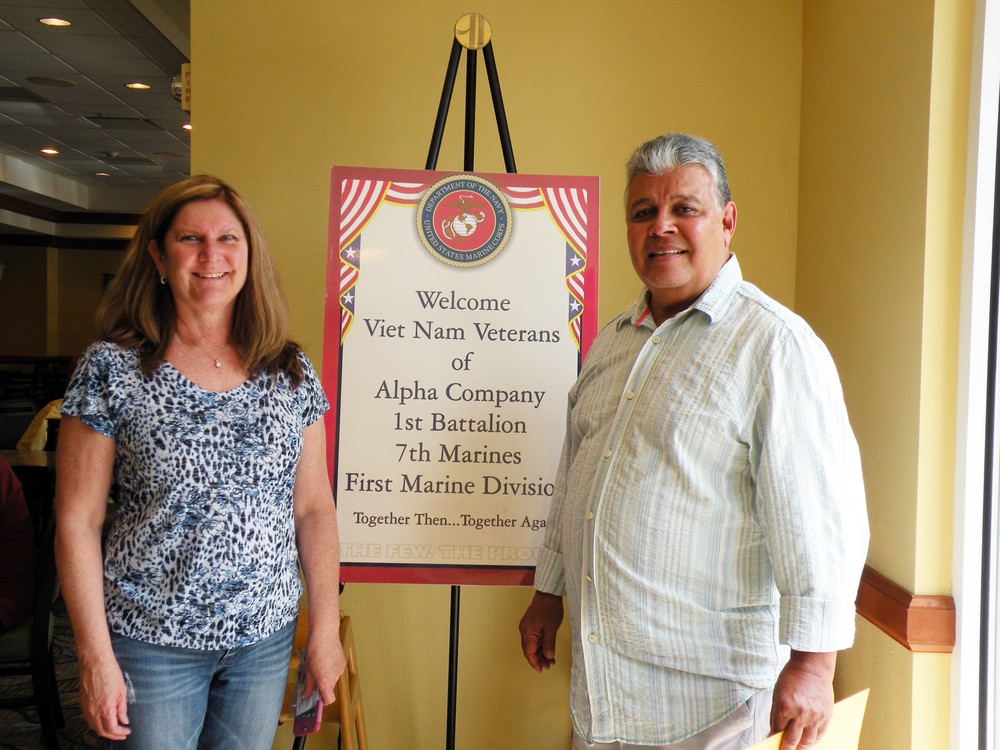 DEPARTMENT OF THE NAVY
UNITED STATES MARINE CORPS
Welcome
Viet Nam Veterans
of
Alpha Company
1st Battalion
7th Marines
First Marine Divisio
Together Then...Together Aga
THE FEW. THE PROU